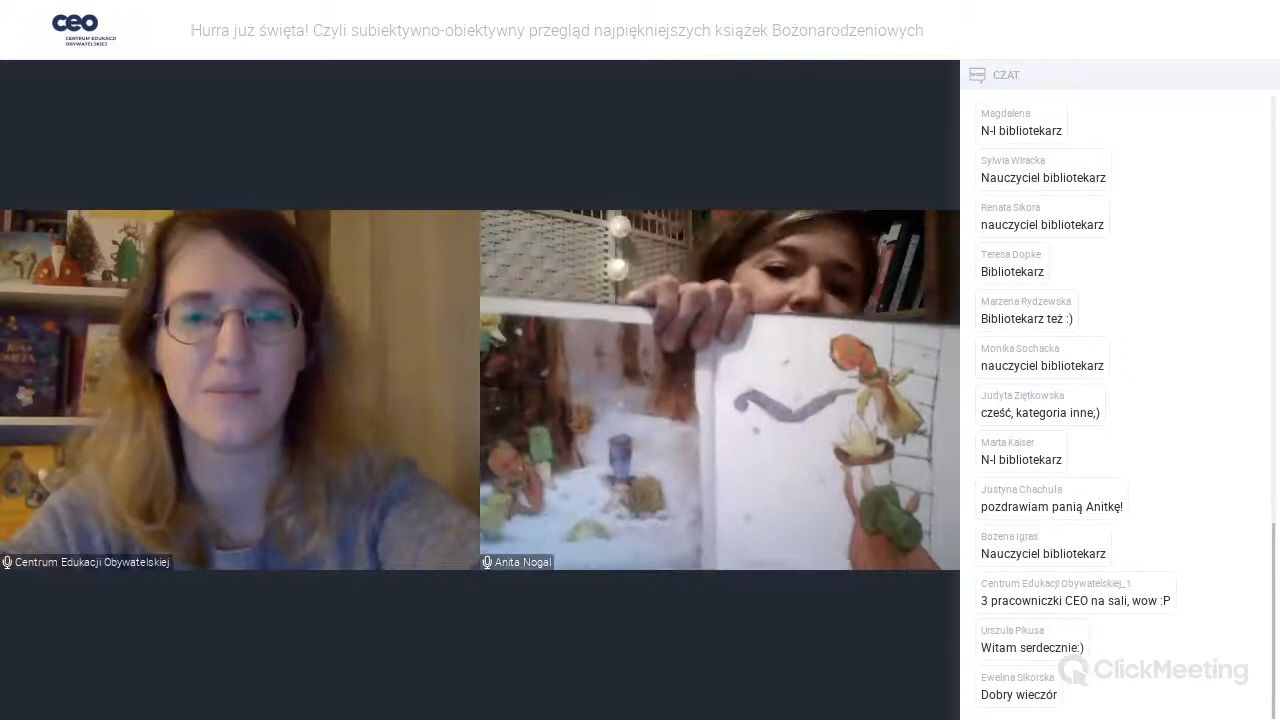 ceo
CENTRUM EDUKACJI
OBYWATELSKIEJ
Hurra już święta! Czyli subiektywno-obiektywny przegląd najpiękniejszych książek Bożonarodzeniowych
CZAT
Magdalena
N-l bibliotekarz
Sylwia Wiracka
Nauczyciel bibliotekarz
Renata Sikora
nauczyciel bibliotekarz
Teresa Dopke
Bibliotekarz
Marzena Rydzewska
Bibliotekarz też :)
Monika Sochacka
nauczyciel bibliotekarz
Judyta Ziętkowska
cześć, kategoria inne;)
Marta Kaiser
N-l bibliotekarz
Justyna Chachuła
pozdrawiam panią Anitkę!
Bożena Igras
Nauczyciel bibliotekarz
Centrum Edukacji Obywatelskiej_1
3 pracowniczki CEO na sali, wow :P
Urszula Pikusa
Witam serdecznie:)
Ewelina Sikorska
Dobry wieczór
ClickMeeting
Centrum Edukacji Obywatelskiej
Anita Nogal